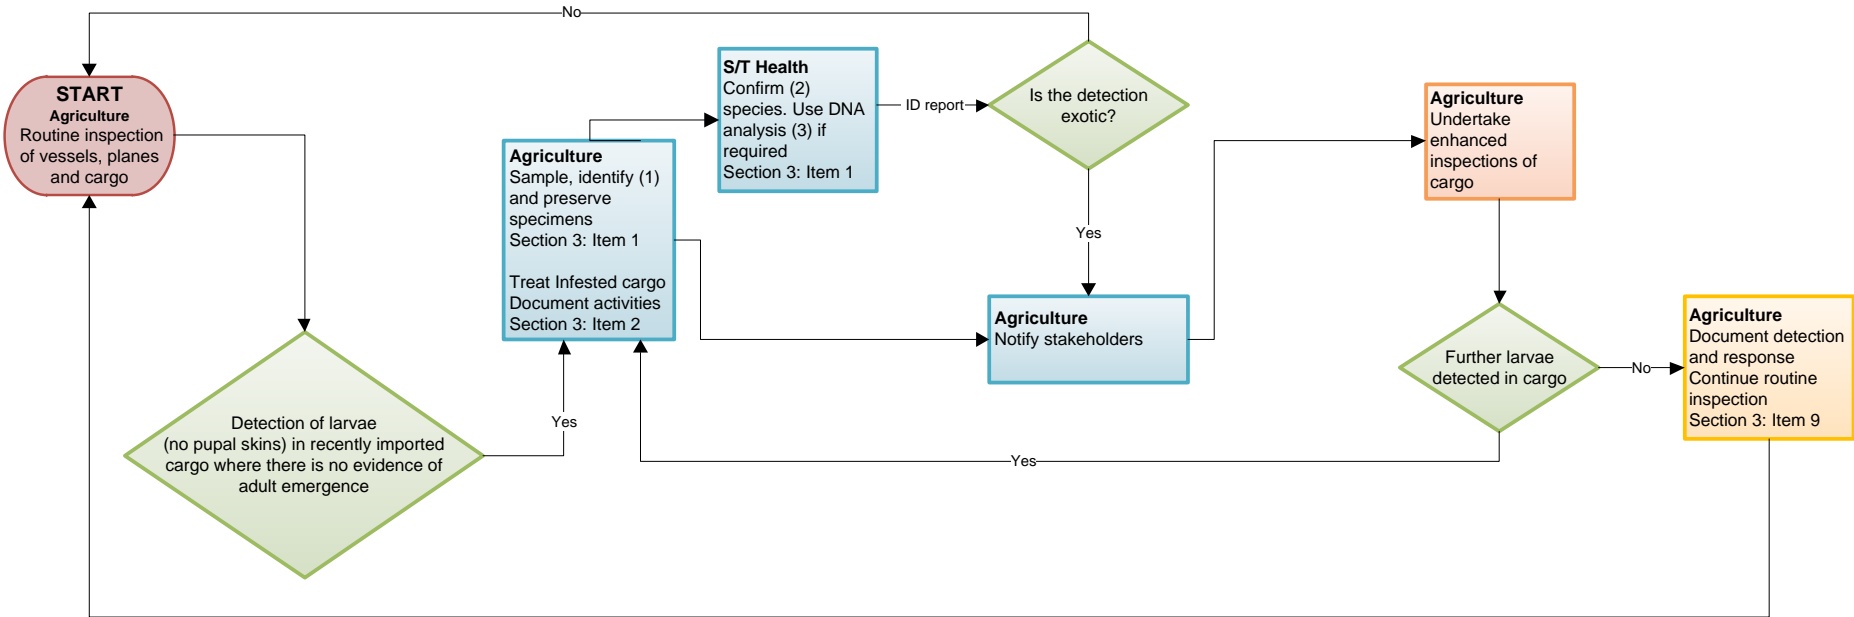 No
START
Agriculture
Routine inspection
of vessels, planes
and cargo
Detection of larvae
(no pupal skins) in recently imported
cargo where there is no evidence of
adult emergence
Yes
Agriculture
Sample, identify (1)
and preserve
specimens
Section 3: Item 1
Treat Infested cargo
Document activities
Section 3: Item 2
S/T Health
Confirm (2)
species. Use DNA
analysis (3) if
required
Section 3: Item 1
ID report
Is the detection
exotic?
Yes
Agriculture
Notify stakeholders
Agriculture
Undertake
enhanced
inspections of
cargo
Further larvae
detected in cargo
No
Yes
Agriculture
Document detection
and response
Continue routine
inspection
Section 3: Item 9